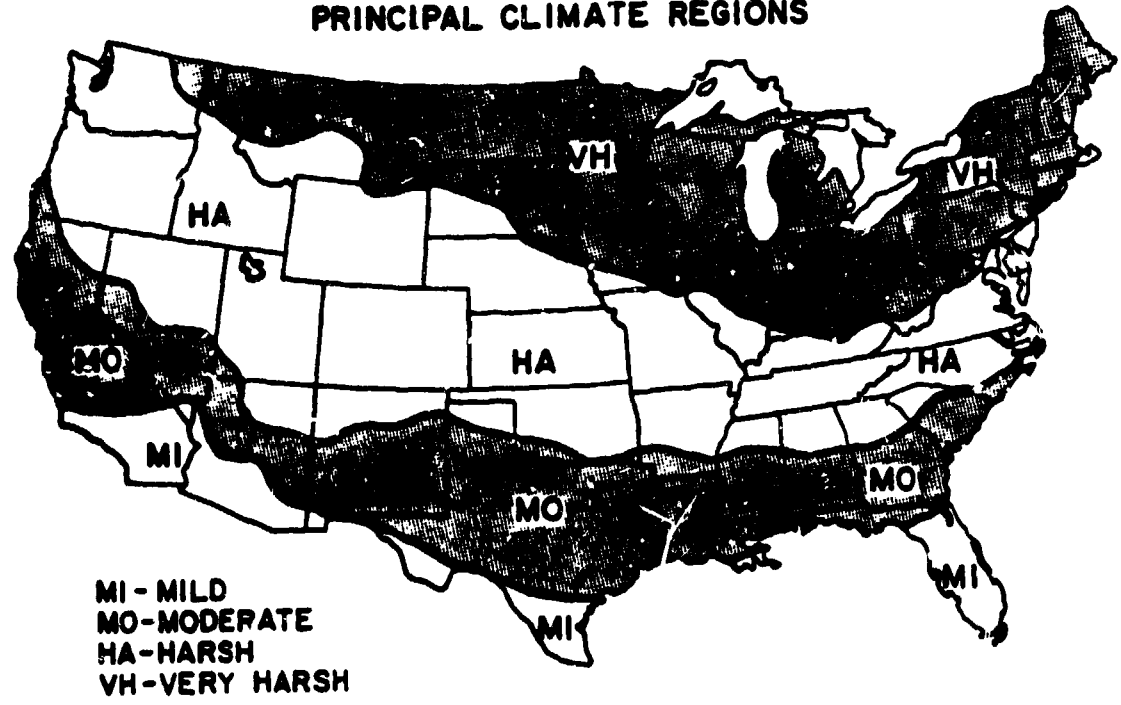 PRINCIPAL CLIMATE REGIONS
VH
VH
HA
MO
HA
HA
MI
MO
MO
MI
MI
MI - MILD
MO-MODERATE
HA-HARSH
VH-VERY HARSH